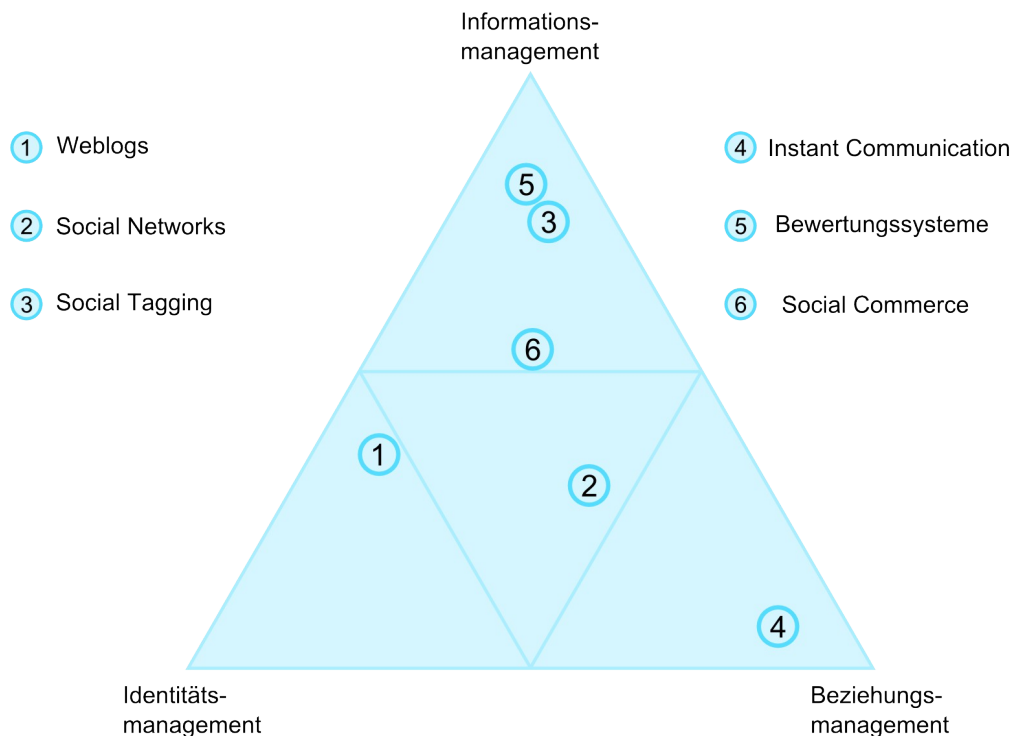 Informations-
management
1 Weblogs
2 Social Networks
3 Social Tagging
4 Instant Communication
5 Bewertungssysteme
6 Social Commerce
5
3
6
1
2
4
Identitäts-
management
Beziehungs-
management